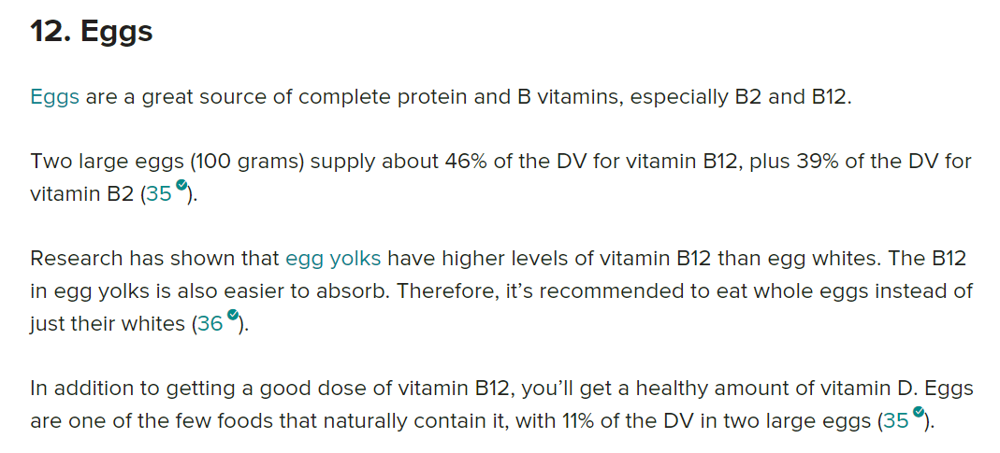 12. Eggs
Eggs are a great source of complete protein and B vitamins, especially B2 and B12.
Two large eggs (100 grams) supply about 46% of the DV for vitamin B12, plus 39% of the DV for
vitamin B2 (35).
Research has shown that egg yolks have higher levels of vitamin B12 than egg whites. The B12
in egg yolks is also easier to absorb. Therefore, it’s recommended to eat whole eggs instead of
just their whites (36).
In addition to getting a good dose of vitamin B12, you’ll get a healthy amount of vitamin D. Eggs
are one of the few foods that naturally contain it, with 11% of the DV in two large eggs (35).